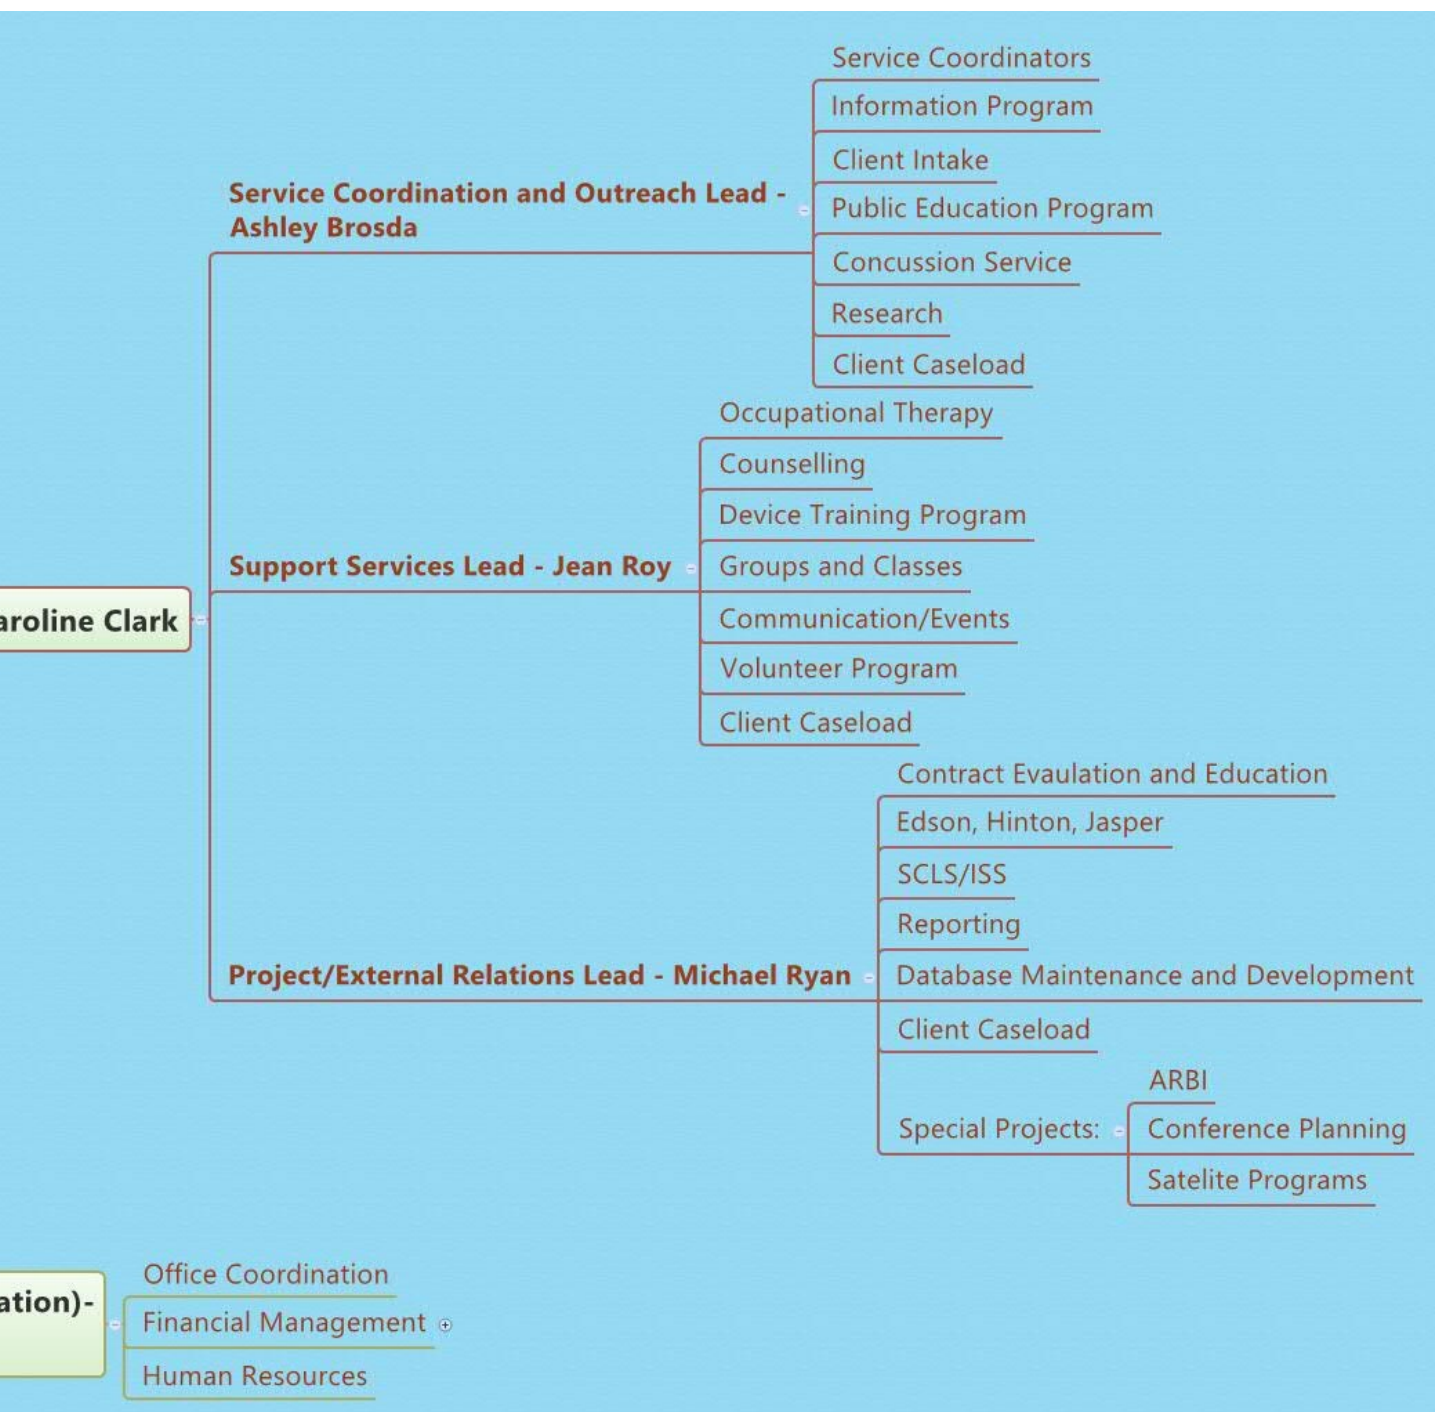 Service Coordinators
Information Program
Client Intake
Service Coordination and Outreach Lead -
Ashley Brosda
Public Education Program
Concussion Service
Research
Client Caseload
Occupational Therapy
Counselling
Device Training Program
Support Services Lead - Jean Roy
Groups and Classes
aroline Clark
Communication/Events
Volunteer Program
Client Caseload
Contract Evaulation and Education
Edson, Hinton, Jasper
SCLS/ISS
Reporting
Project/External Relations Lead - Michael Ryan
Database Maintenance and Development
Client Caseload
ARBI
Special Projects:
Conference Planning
Satelite Programs
Office Coordination
ation)-
Financial Management
Human Resources